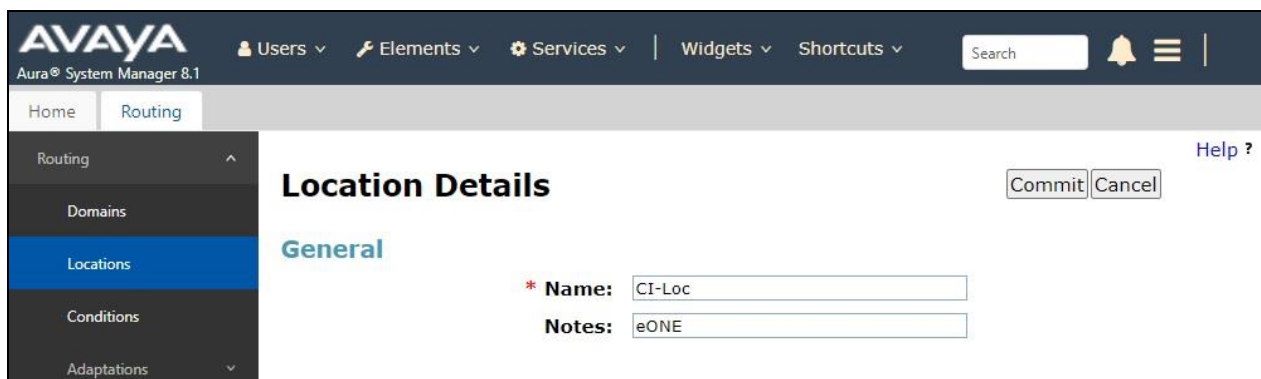 AVAYA
Aura® System Manager 8.1
Users Elements Services Widgets Shortcuts Search
Home Routing
Help ?
Routing
Location Details
Commit Cancel
Domains
General
Locations
* Name: CI-Loc
Conditions
Notes: eONE
Adaptations